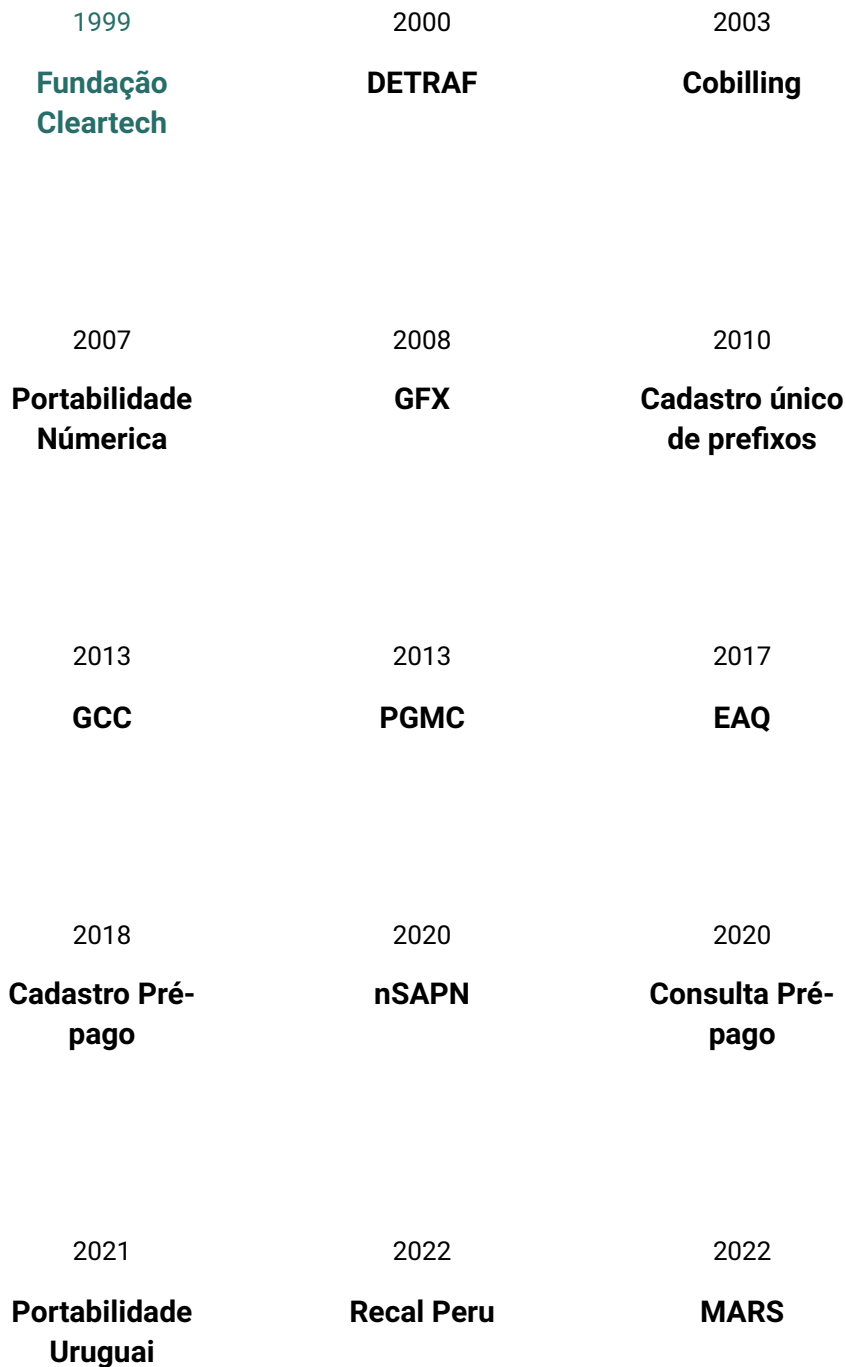 1999
Fundação
Cleartech
2000
DETRAF
2003
Cobilling
2007
Portabilidade
Númerica
2008
GFX
2010
Cadastro único
de prefixos
2013
GCC
2013
PGMC
2017
EAQ
2018
Cadastro Pré-
pago
2020
nSAPN
2020
Consulta Pré-
pago
2021
Portabilidade
Uruguai
2022
Recal Peru
2022
MARS